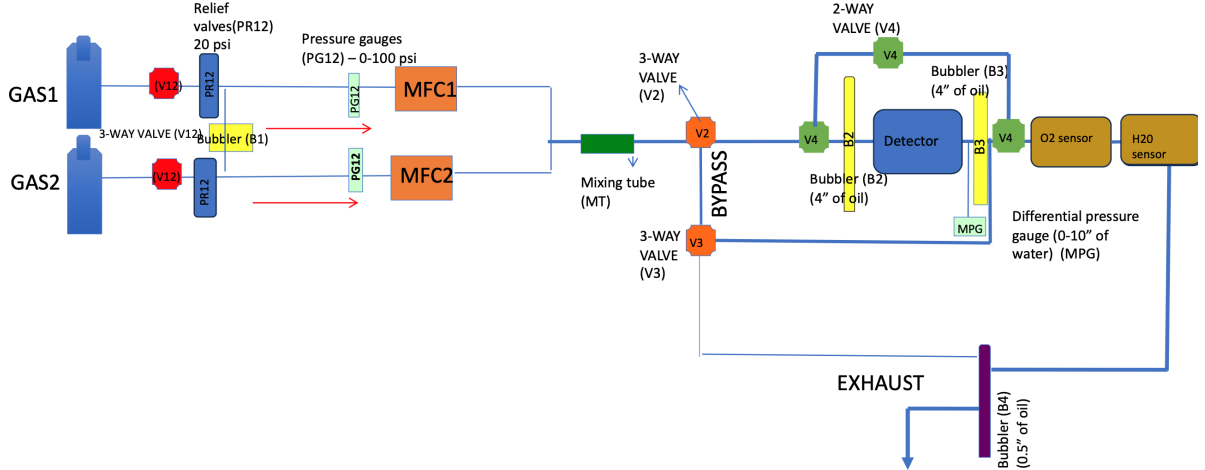 Relief
valves(PR12)
20 psi
Pressure gauges
(PG12) – 0-100 psi
2-WAY
VALVE (V4)
3-WAY
VALVE
(V2)
V4
Bubbler (B3)
(4” of oil)
GAS1
(V12)
PR12
PG12
MFC1
3-WAY VALVE (V12)
Bubbler (B1)
V2
V4
B2
Detector
B3
V4
O2 sensor
H20
sensor
GAS2
(V12)
PR12
PG12
MFC2
Mixing tube
(MT)
BYPASS
Bubbler (B2)
(4” of oil)
MPG
Differential pressure
gauge (0-10” of
water) (MPG)
3-WAY
VALVE
(V3)
V3
EXHAUST
Bubbler (B4)
(0.5” of oil)